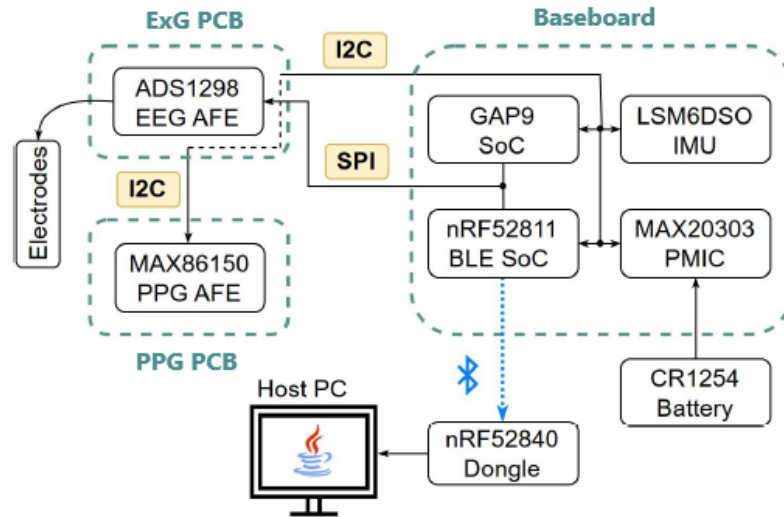 ExG PCB
Baseboard
I2C
ADS1298
EEG AFE
GAP9
SoC
LSM6DSO
IMU
Electrodes
SPI
I2C
nRF52811
BLE SoC
MAX20303
PMIC
MAX86150
PPG AFE
PPG PCB
Host PC
CR1254
Battery
nRF52840
Dongle